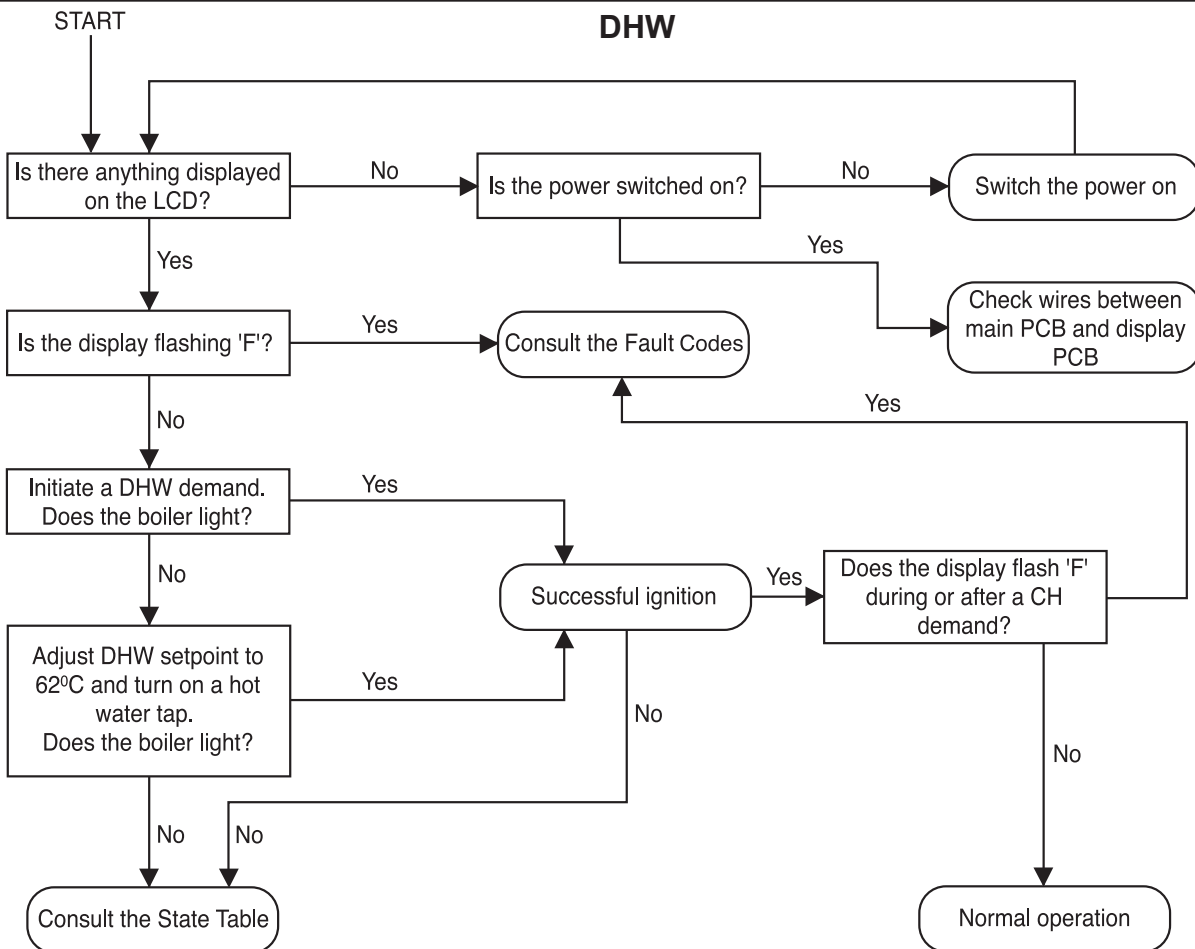 START
DHW
Is there anything displayed
on the LCD?
No
Is the power switched on?
No
Switch the power on
Yes
Yes
Check wires between
main PCB and display
PCB
Is the display flashing 'F'?
Yes
Consult the Fault Codes
Yes
No
Initiate a DHW demand.
Does the boiler light?
Yes
No
Successful ignition
Yes
Does the display flash 'F'
during or after a CH
demand?
Adjust DHW setpoint to
62⁰C and turn on a hot
water tap.
Does the boiler light?
Yes
No
No
No
No
Consult the State Table
Normal operation